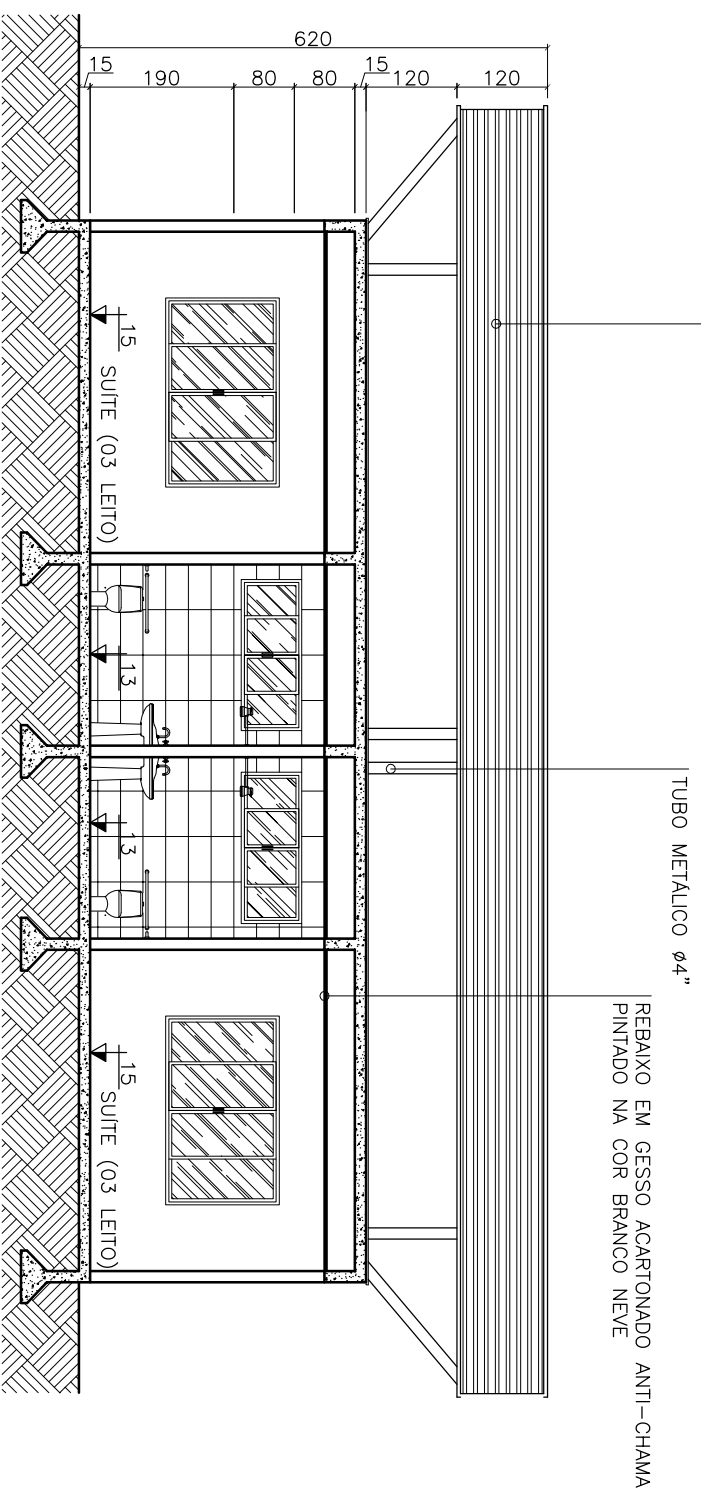 TUBO METÁLICO ø4"
REBAIXO EM GESSO ACARTONADO ANTI-CHAMA
PINTADO NA COR BRANCO NEVE
620
15
190
80
80
15
120
120
15
SUÍTE (03 LEITO)
13
13
15
SUÍTE (03 LEITO)